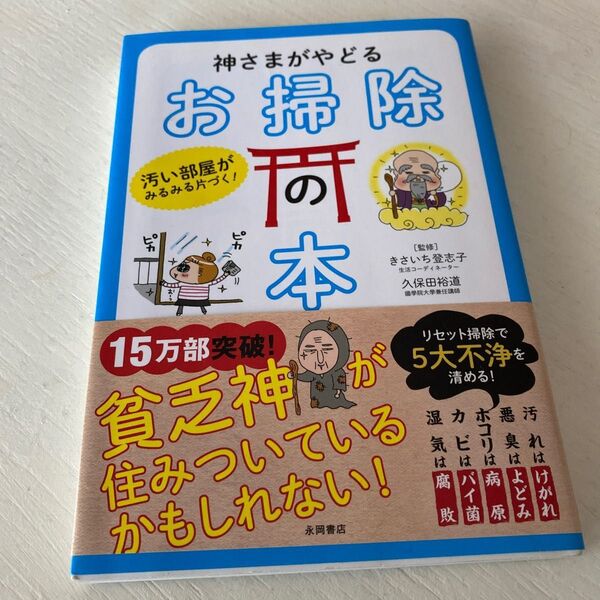 神さまがやどる
お掃除
の
本
汚い部屋が
みるみる片づく!
ピカ
ピカ
[監修]
きさいち登志子
生活コーディネーター
久保田裕道
國學院大學兼任講師
15万部突破!
貧乏神が
住みついている
かもしれない!
リセット掃除で
5大不浄を
清める!
汚れはけがれ
悪臭はよどみ
ホコリは病原
カビはバイ菌
湿気は腐敗
永岡書店